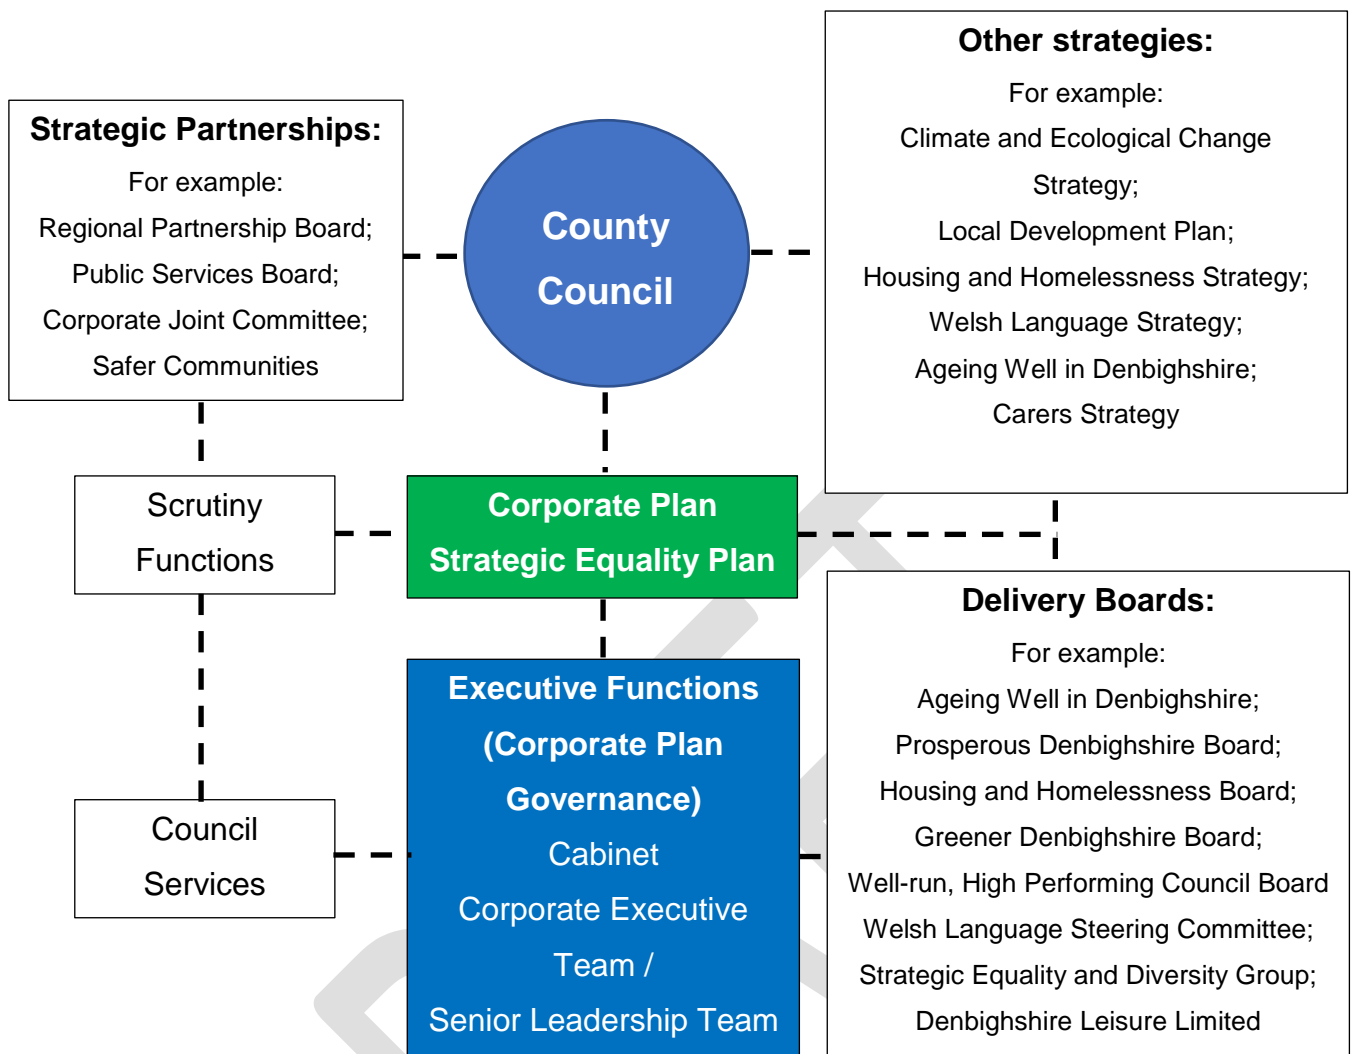 Strategic Partnerships:
For example:
Regional Partnership Board;
Public Services Board;
Corporate Joint Committee;
Safer Communities
County
Council
Other strategies:
For example:
Climate and Ecological Change
Strategy;
Local Development Plan;
Housing and Homelessness Strategy;
Welsh Language Strategy;
Ageing Well in Denbighshire;
Carers Strategy
Scrutiny
Functions
Corporate Plan
Strategic Equality Plan
Council
Services
Executive Functions
(Corporate Plan
Governance)
Cabinet
Corporate Executive
Team /
Senior Leadership Team
Delivery Boards:
For example:
Ageing Well in Denbighshire;
Prosperous Denbighshire Board;
Housing and Homelessness Board;
Greener Denbighshire Board;
Well-run, High Performing Council Board
Welsh Language Steering Committee;
Strategic Equality and Diversity Group;
Denbighshire Leisure Limited